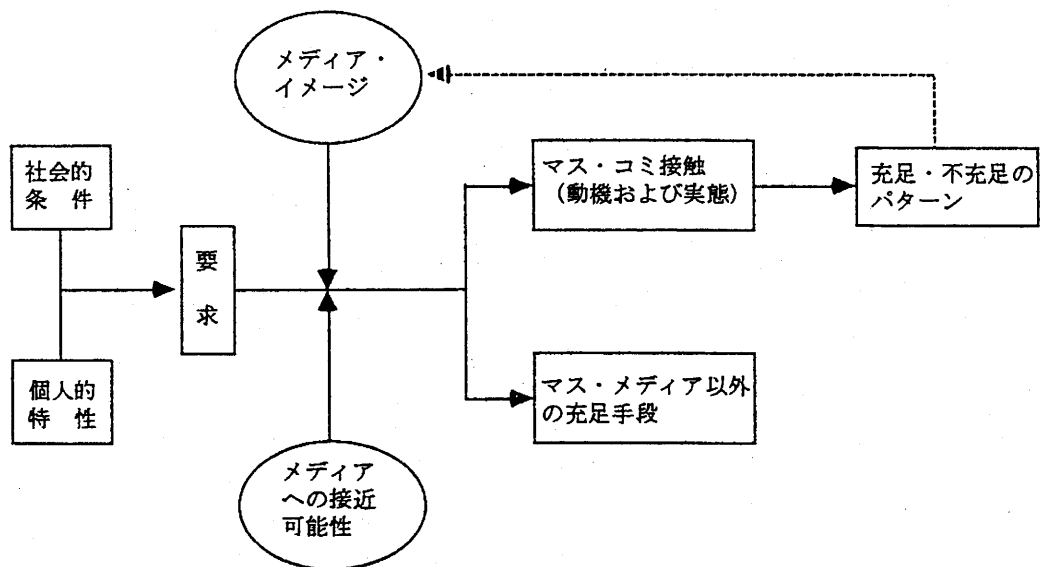 メディア・
イメージ
社会的
条　件
個人的
特　性
要
求
メディア
への接近
可能性
マス・コミ接触
（動機および実態）
マス・メディア以外
の充足手段
充足・不充足の
パターン